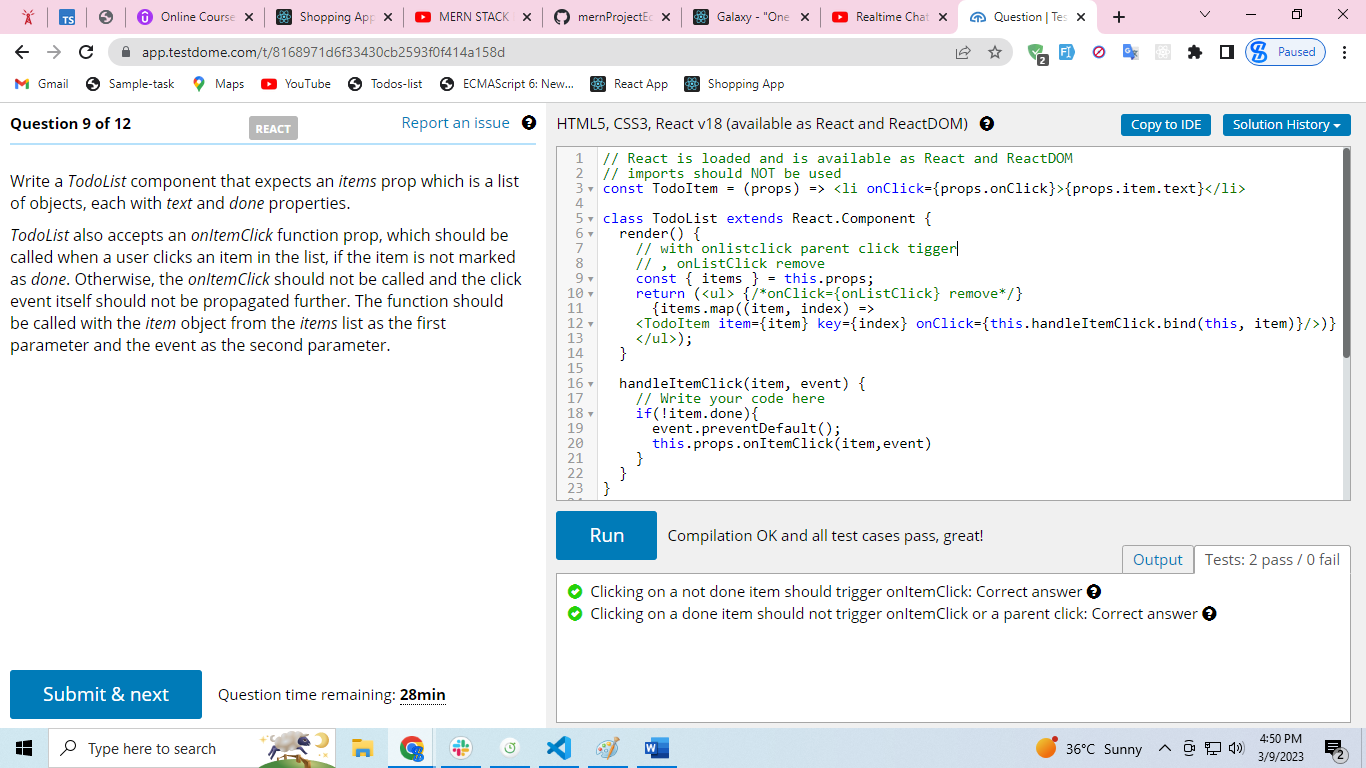 Online Course
Shopping App
MERN STACK
mernProjectEc
Galaxy - "One
Realtime Chat
Question | Tes
app.testdome.com/t/8168971d6f33430cb2593f0f414a158d
2
Paused
Gmail
Sample-task
Maps
YouTube
Todos-list
ECMAScript 6: New...
React App
Shopping App
Question 9 of 12
REACT
Report an issue
Write a TodoList component that expects an items prop which is a list
of objects, each with text and done properties.
TodoList also accepts an onItemClick function prop, which should be
called when a user clicks an item in the list, if the item is not marked
as done. Otherwise, the onItemClick should not be called and the click
event itself should not be propagated further. The function should
be called with the item object from the items list as the first
parameter and the event as the second parameter.
Submit & next
Question time remaining: 28min
HTML5, CSS3, React v18 (available as React and ReactDOM)
Copy to IDE
Solution History
1 // React is loaded and is available as React and ReactDOM
2 // imports should NOT be used
3 const TodoItem = (props) => <li onClick={props.onClick}>{props.item.text}</li>
4
5 class TodoList extends React.Component {
6 render() {
7 // with onlistclick parent click tigger
8 // , onListClick remove
9 const { items } = this.props;
10 return (<ul> {/*onClick={onListClick} remove*/}
11 {items.map((item, index) =>
12 <TodoItem item={item} key={index} onClick={this.handleItemClick.bind(this, item)}/>)}
13 </ul>);
14 }
15
16 handleItemClick(item, event) {
17 // Write your code here
18 if(!item.done){
19 event.preventDefault();
20 this.props.onItemClick(item,event)
21 }
22 }
23 }
Run
Compilation OK and all test cases pass, great!
Output
Tests: 2 pass / 0 fail
Clicking on a not done item should trigger onItemClick: Correct answer
Clicking on a done item should not trigger onItemClick or a parent click: Correct answer
Type here to search
36°C Sunny
4:50 PM
3/9/2023
2